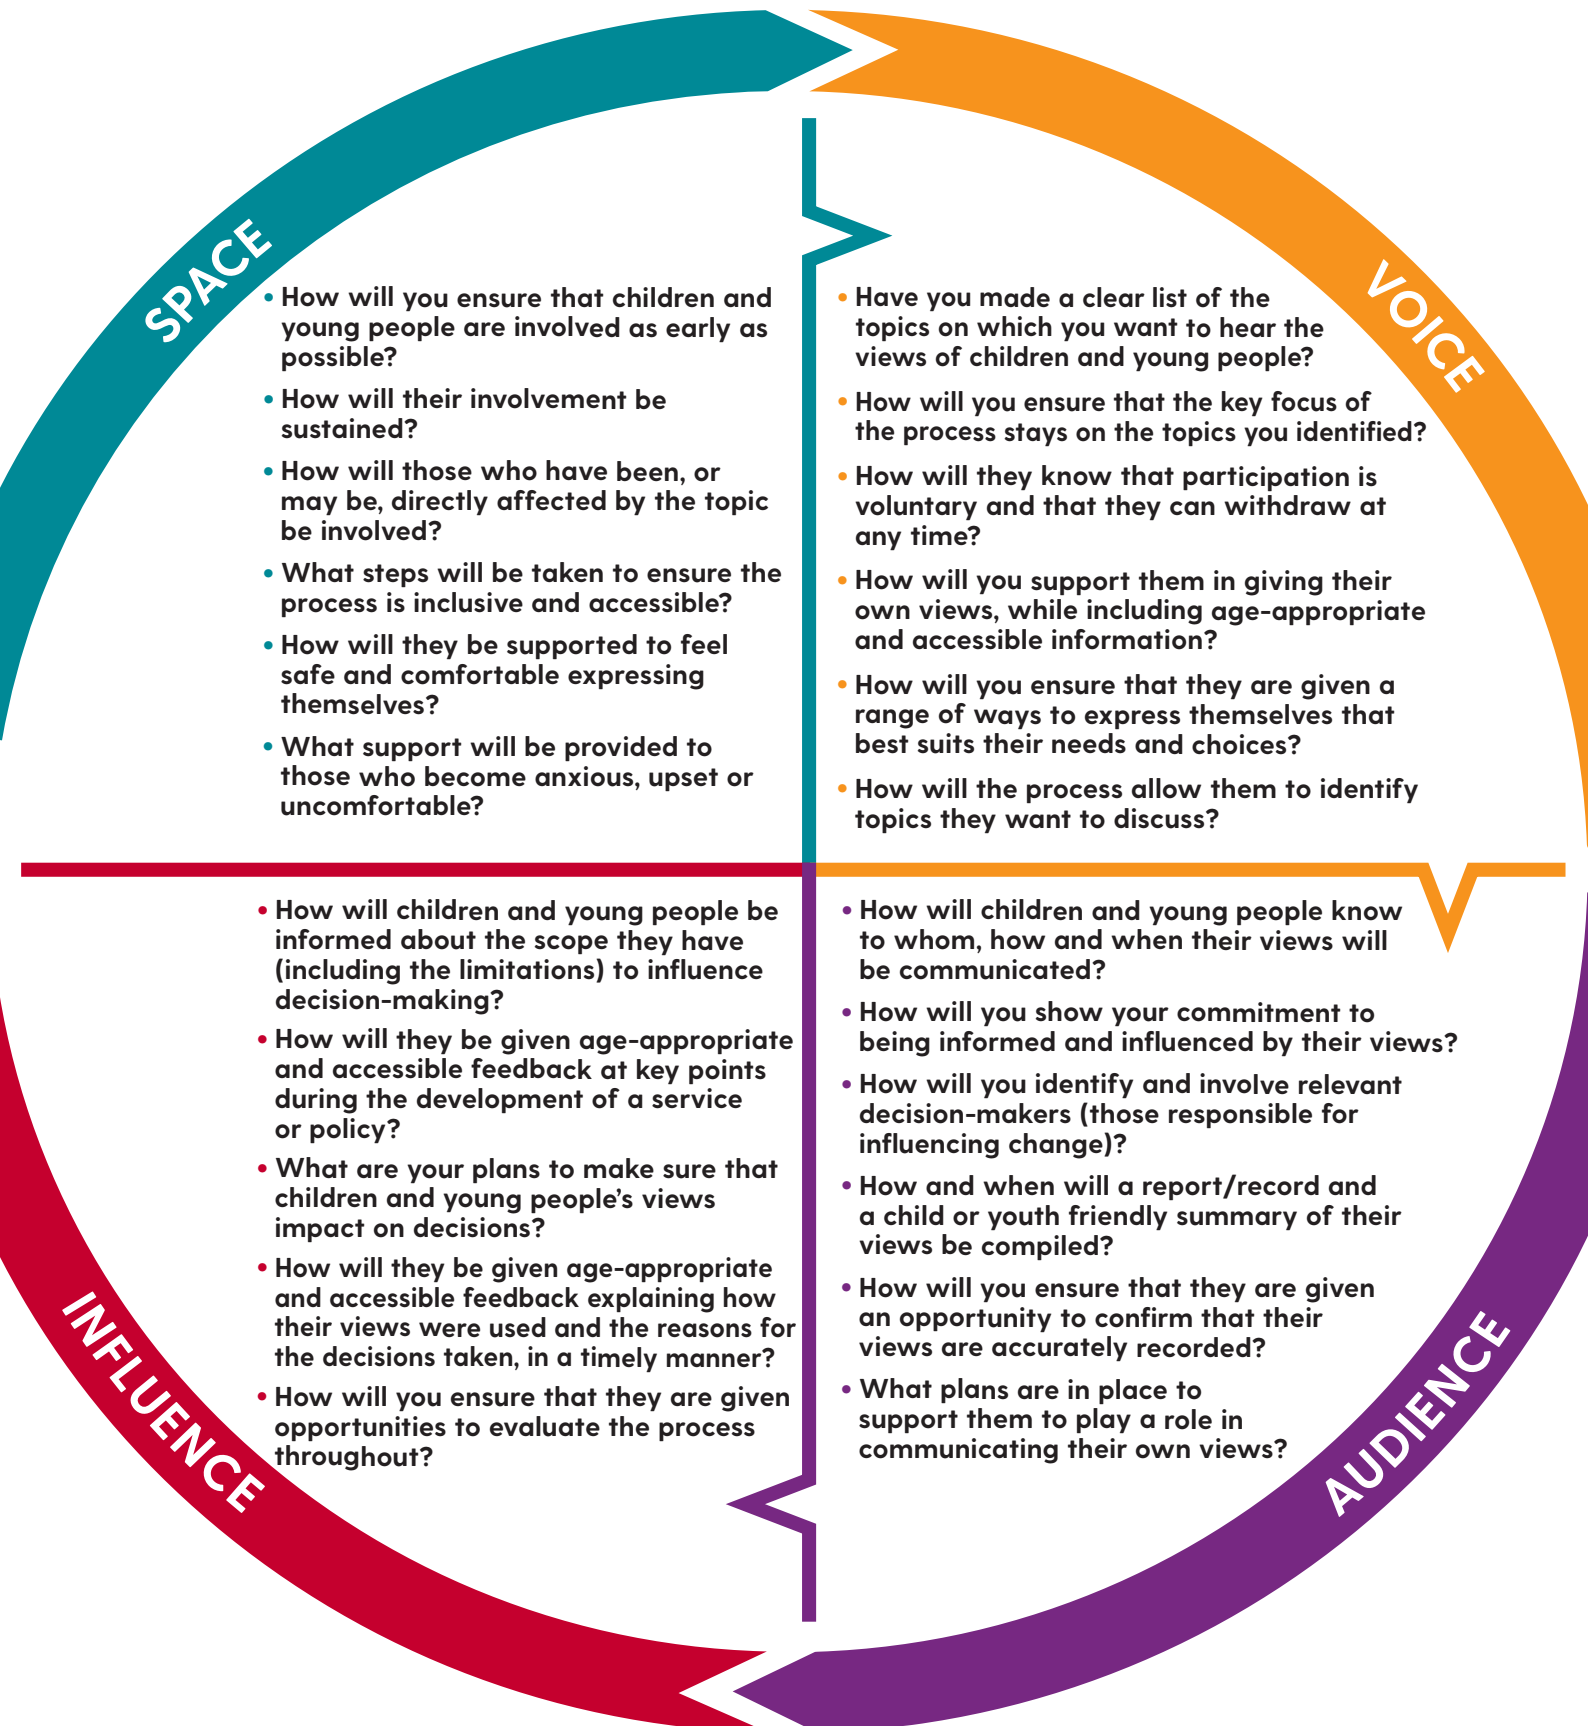 SPACE
• How will you ensure that children and
young people are involved as early as
possible?
• How will their involvement be
sustained?
• How will those who have been, or
may be, directly affected by the topic
be involved?
• What steps will be taken to ensure the
process is inclusive and accessible?
• How will they be supported to feel
safe and comfortable expressing
themselves?
• What support will be provided to
those who become anxious, upset or
uncomfortable?
VOICE
• Have you made a clear list of the
topics on which you want to hear the
views of children and young people?
• How will you ensure that the key focus of
the process stays on the topics you identified?
• How will they know that participation is
voluntary and that they can withdraw at
any time?
• How will you support them in giving their
own views, while including age-appropriate
and accessible information?
• How will you ensure that they are given a
range of ways to express themselves that
best suits their needs and choices?
• How will the process allow them to identify
topics they want to discuss?
INFLUENCE
• How will children and young people be
informed about the scope they have
(including the limitations) to influence
decision-making?
• How will they be given age-appropriate
and accessible feedback at key points
during the development of a service
or policy?
• What are your plans to make sure that
children and young people’s views
impact on decisions?
• How will they be given age-appropriate
and accessible feedback explaining how
their views were used and the reasons for
the decisions taken, in a timely manner?
• How will you ensure that they are given
opportunities to evaluate the process
throughout?
AUDIENCE
• How will children and young people know
to whom, how and when their views will
be communicated?
• How will you show your commitment to
being informed and influenced by their views?
• How will you identify and involve relevant
decision-makers (those responsible for
influencing change)?
• How and when will a report/record and
a child or youth friendly summary of their
views be compiled?
• How will you ensure that they are given
an opportunity to confirm that their
views are accurately recorded?
• What plans are in place to
support them to play a role in
communicating their own views?